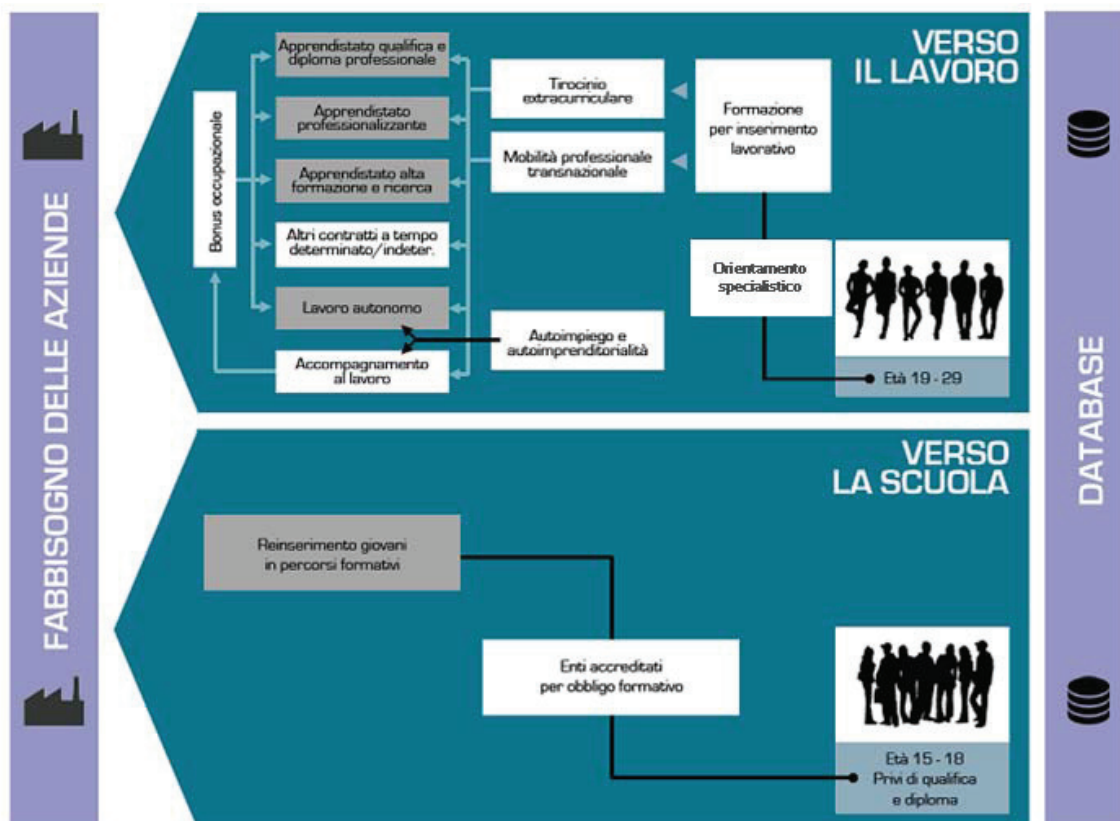 FABBISOGNO DELLE AZIENDE
VERSO
IL LAVORO
Bonus occupazionale
Apprendistato qualifica e
diploma professionale
Apprendistato
professionalizzante
Apprendistato alta
formazione e ricerca
Altri contratti a tempo
determinato/indeter.
Lavoro autonomo
Accompagnamento
al lavoro
Tirocinio
extracurriculare
Mobilità professionale
transnazionale
Autoimpiego e
autoimprenditorialità
Formazione
per inserimento
lavorativo
Orientamento
specialistico
Età 19 - 29
VERSO
LA SCUOLA
Reinserimento giovani
in percorsi formativi
Enti accreditati
per obbligo formativo
Età 15 - 18
Privi di qualifica
e diploma
DATABASE